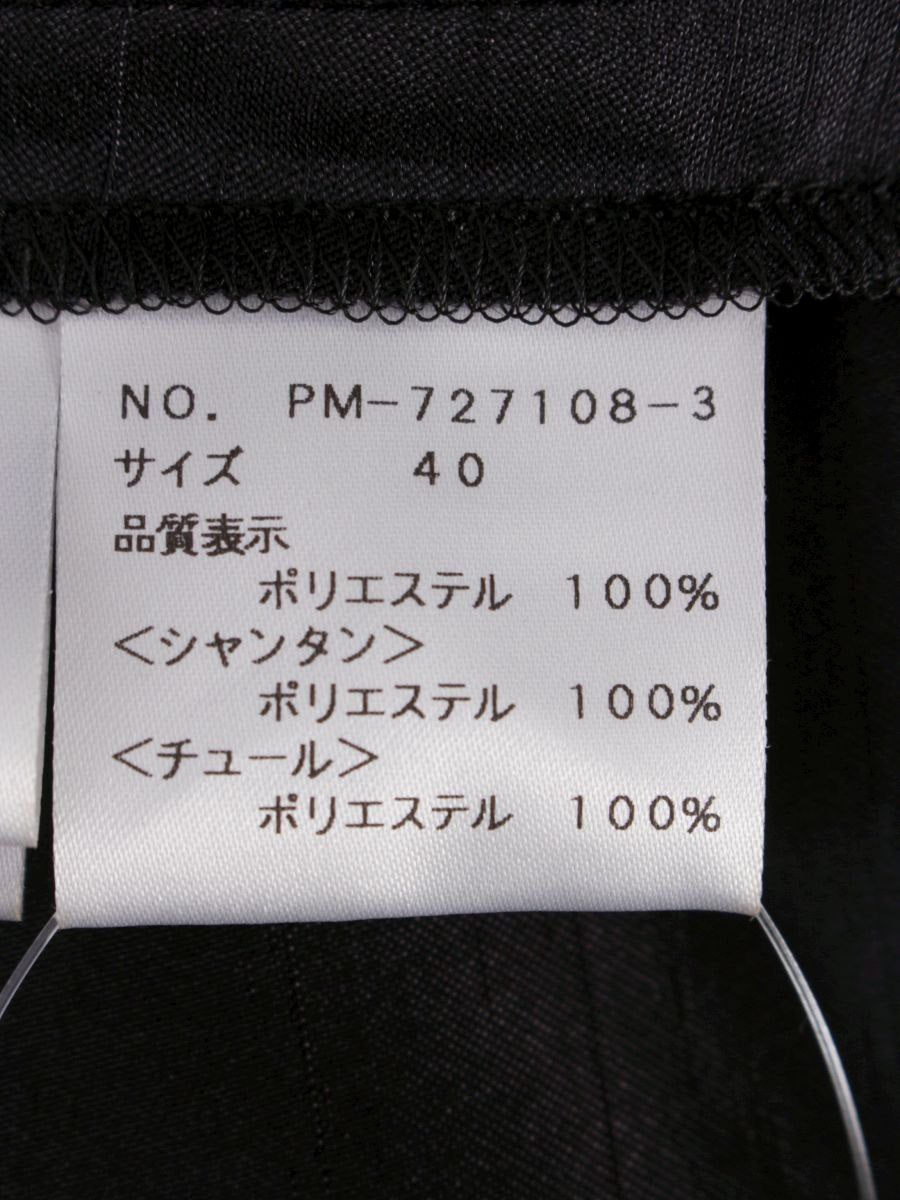 NO. PM-727108-3
サイズ 40
品質表示
ポリエステル 100%
<シャンタン>
ポリエステル 100%
<チュール>
ポリエステル 100%